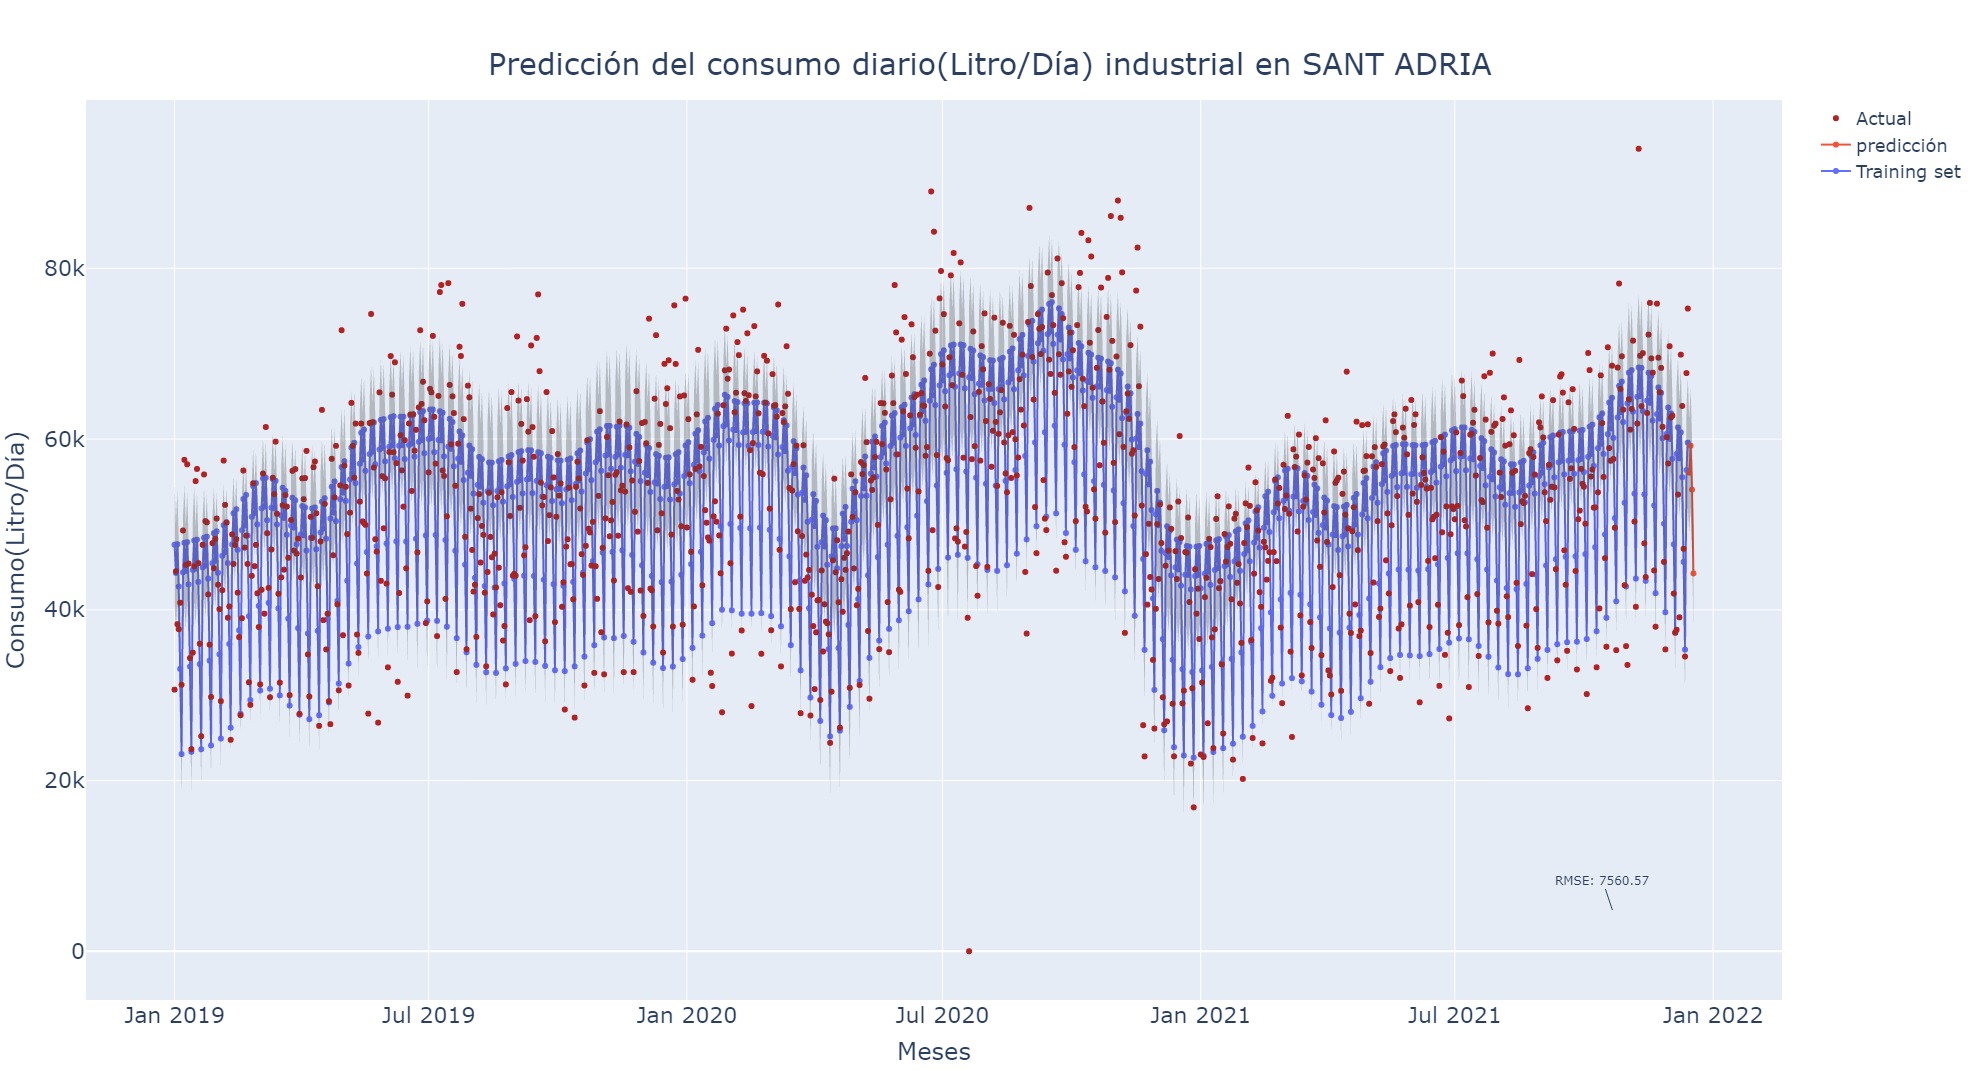 Predicción del consumo diario(Litro/Día) industrial en SANT ADRIA
Actual
predicción
Training set
Consumo(Litro/Día)
80k
60k
40k
20k
0
RMSE: 7560.57
Jan 2019
Jul 2019
Jan 2020
Jul 2020
Jan 2021
Jul 2021
Jan 2022
Meses